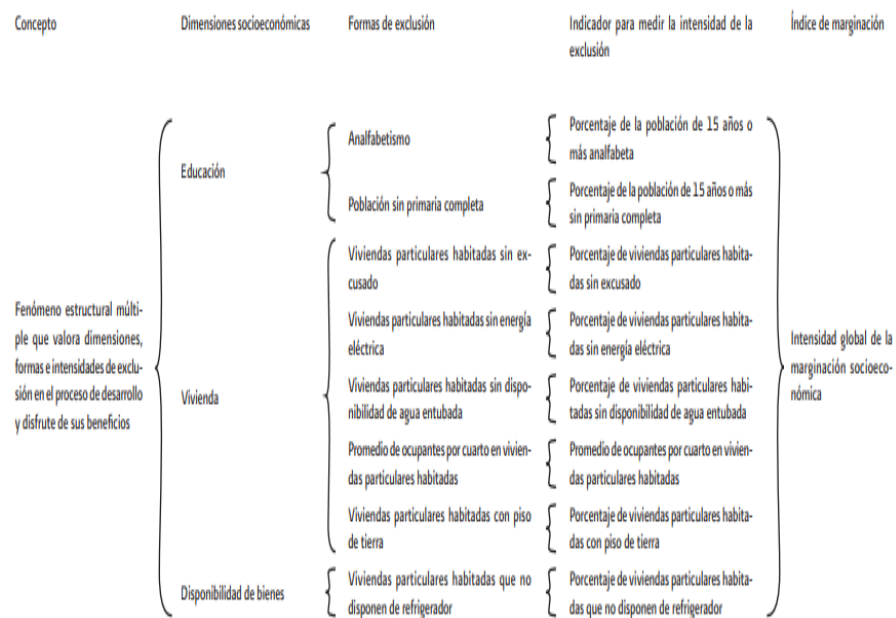 Concepto
Dimensiones socioeconómicas
Formas de exclusión
Indicador para medir la intensidad de la
exclusión
Índice de marginación
Fenómeno estructural múlti-
ple que valora dimensiones,
formas e intensidades de exclu-
sión en el proceso de desarrollo
y disfrute de sus beneficios
Educación
Analfabetismo
Porcentaje de la población de 15 años o
más analfabeta
Población sin primaria completa
Porcentaje de la población de 15 años o más
sin primaria completa
Vivienda
Viviendas particulares habitadas sin ex-
cusado
Porcentaje de viviendas particulares habita-
das sin excusado
Viviendas particulares habitadas sin energía
eléctrica
Porcentaje de viviendas particulares habita-
das sin energía eléctrica
Viviendas particulares habitadas sin dispo-
nibilidad de agua entubada
Porcentaje de viviendas particulares habi-
tadas sin disponibilidad de agua entubada
Promedio de ocupantes por cuarto en vivien-
das particulares habitadas
Promedio de ocupantes por cuarto en vivien-
das particulares habitadas
Viviendas particulares habitadas con piso
de tierra
Porcentaje de viviendas particulares habita-
das con piso de tierra
Disponibilidad de bienes
Viviendas particulares habitadas que no
disponen de refrigerador
Porcentaje de viviendas particulares habita-
das que no disponen de refrigerador
Intensidad global de la
marginación socioeco-
nómica